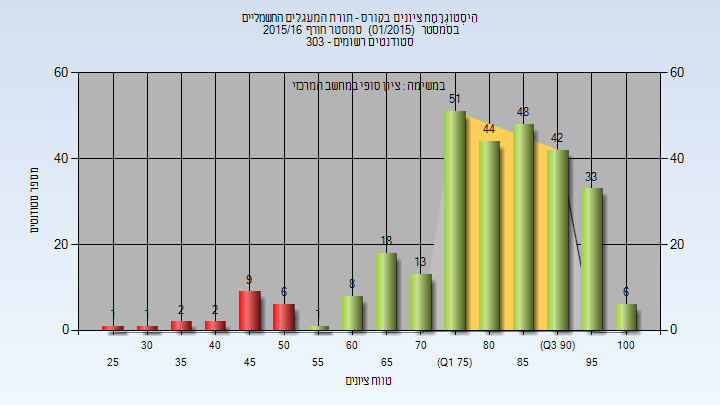 היסטוגרמת ציונים בקורס - תורת המעגלים החשמליים
בסמסטר (01/2015) סמסטר חורף 2015/16
סטודנטים רשומים - 303
במשימה : ציון סופי במחשב המרכזי
מספר סטודנטים
60
40
20
0
60
40
20
0
1 1 2 2 9 6 1 8 18 13 51 44 48 42 33 6
30 40 50 60 70 80 (Q3 90) 100
25 35 45 55 65 (Q1 75) 85 95
טווח ציונים